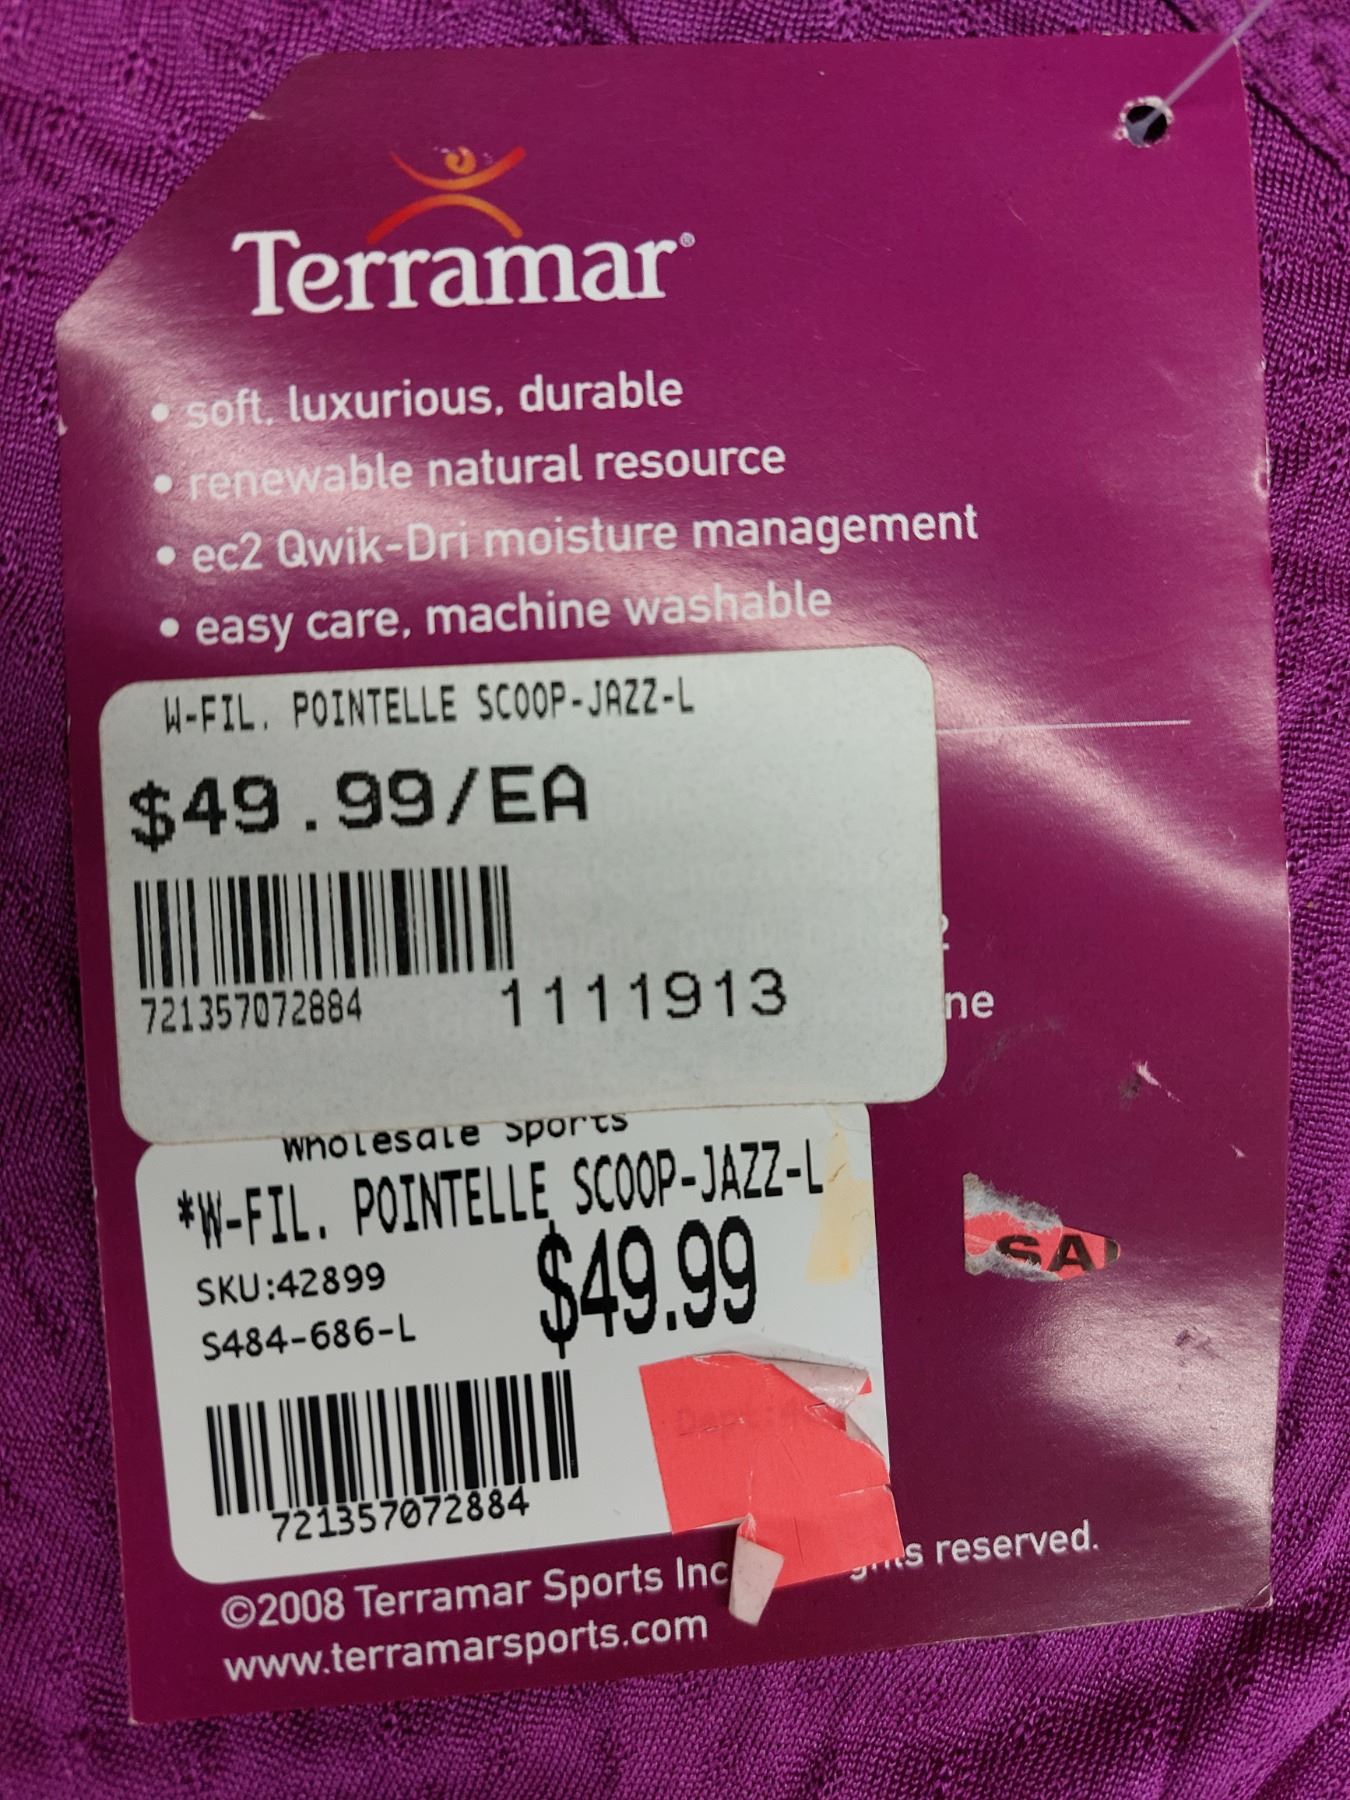 Terramar®
• soft, luxurious, durable
• renewable natural resource
• ec2 Qwik-Dri moisture management
• easy care, machine washable
W-FIL. POINTELLE SCOOP-JAZZ-L
$49.99/EA
721357072884 1111913
ne
Wholesale Sports
*W-FIL. POINTELLE SCOOP-JAZZ-L
SKU:42899 $49.99
S484-686-L
SA
721357072884
©2008 Terramar Sports Inc reserved.
www.terramarsports.com